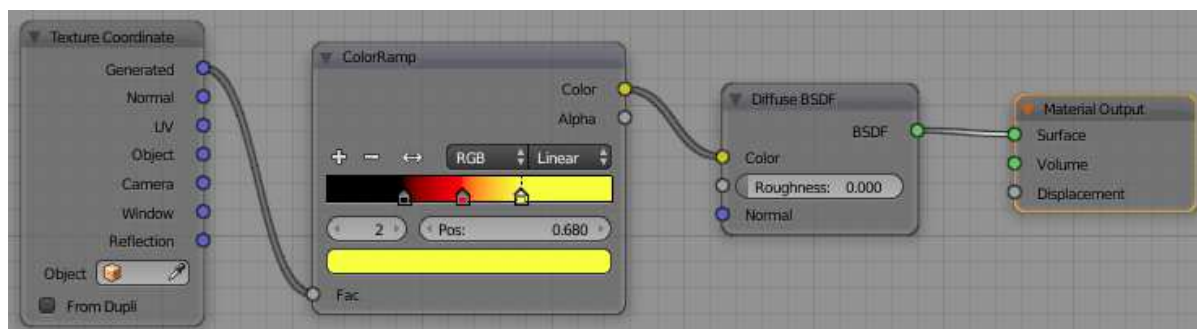 Texture Coordinate
Generated
Normal
UV
Object
Camera
Window
Reflection
Object
From Dupli
ColorRamp
Color
Alpha
RGB
Linear
2
Pos: 0.680
Fac
Diffuse BSDF
BSDF
Color
Roughness: 0.000
Normal
Material Output
Surface
Volume
Displacement